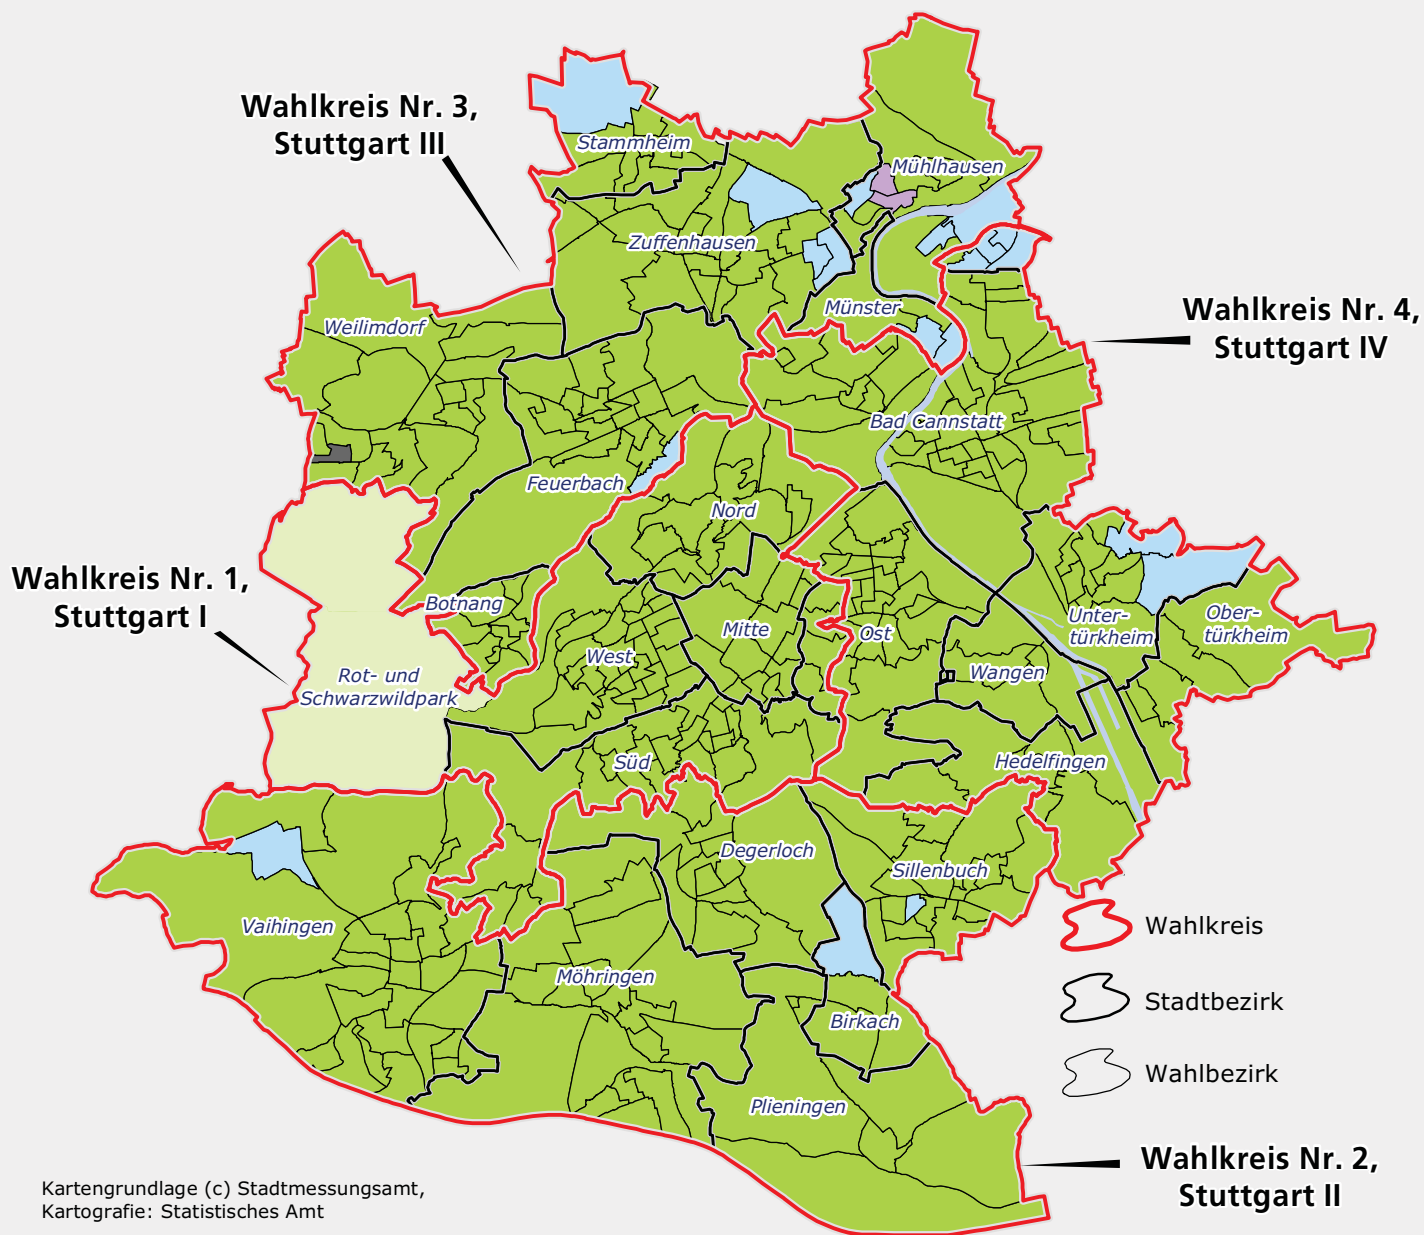 Wahlkreis Nr. 3,
Stuttgart III
Stammheim
Mühlhausen
Zuffenhausen
Münster
Weilimdorf
Wahlkreis Nr. 4,
Stuttgart IV
Bad Cannstatt
Feuerbach
Nord
Wahlkreis Nr. 1,
Stuttgart I
Botnang
Mitte
Ost
Unter-
türkheim
Ober-
türkheim
West
Wangen
Rot- und
Schwarzwildpark
Süd
Hedelfingen
Degerloch
Sillenbuch
Vaihingen
Möhringen
Birkach
Plieningen
Wahlkreis
Stadtbezirk
Wahlbezirk
Wahlkreis Nr. 2,
Stuttgart II
Kartengrundlage (c) Stadtmessungsamt,
Kartografie: Statistisches Amt